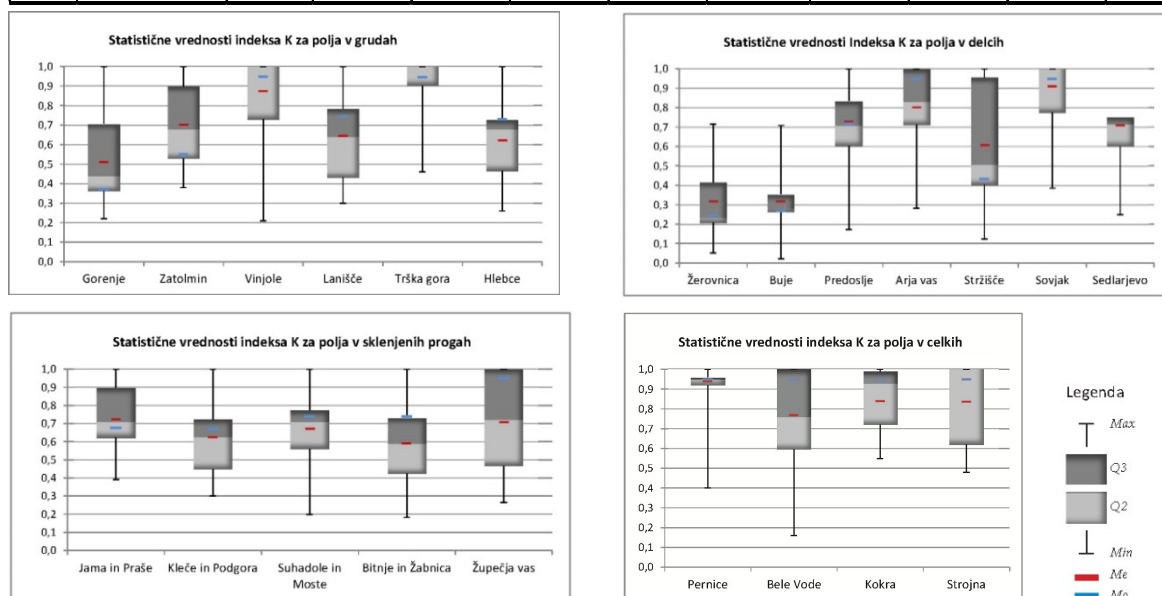 Statistične vrednosti indeksa K za polja v grudah
1,0
0,9
0,8
0,7
0,6
0,5
0,4
0,3
0,2
0,1
0,0
Gorenje Zatolmin Vinjole Lanišče Trška gora Hlebce
Statistične vrednosti Indeksa K za polja v delcih
1,0
0,9
0,8
0,7
0,6
0,5
0,4
0,3
0,2
0,1
0,0
Žerovnica Buje Predoslje Arja vas Stržišče Sovjak Sedlarjevo
Statistične vrednosti indeksa K za polja v sklenjenih progah
1,0
0,9
0,8
0,7
0,6
0,5
0,4
0,3
0,2
0,1
0,0
Jama in Praše Kleče in Podgora Suhadole in Moste Bitnje in Žabnica Župečja vas
Statistične vrednosti indeksa K za polja v celkih
1,0
0,9
0,8
0,7
0,6
0,5
0,4
0,3
0,2
0,1
0,0
Pernice Bele Vode Kokra Strojna
Legenda
Max
Q3
Q2
Min
Me
Mo